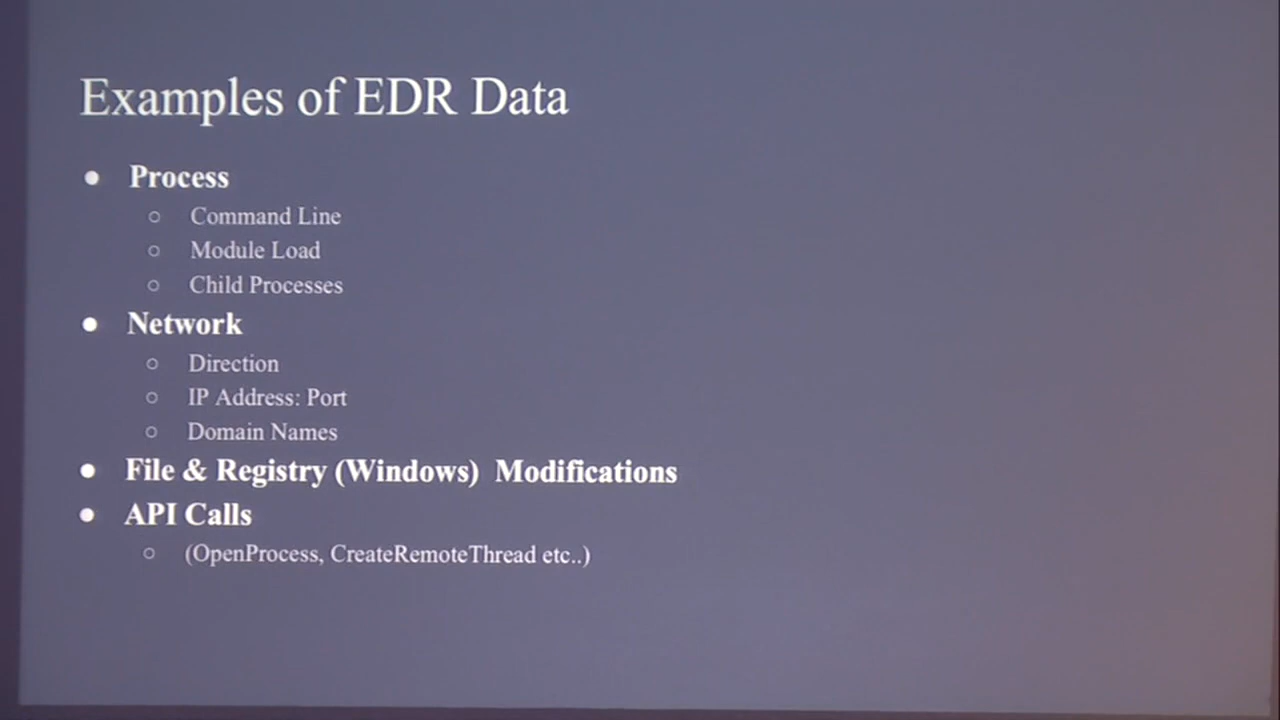 Examples of EDR Data
● Process
○ Command Line
○ Module Load
○ Child Processes
● Network
○ Direction
○ IP Address: Port
○ Domain Names
● File & Registry (Windows) Modifications
● API Calls
○ (OpenProcess, CreateRemoteThread etc..)